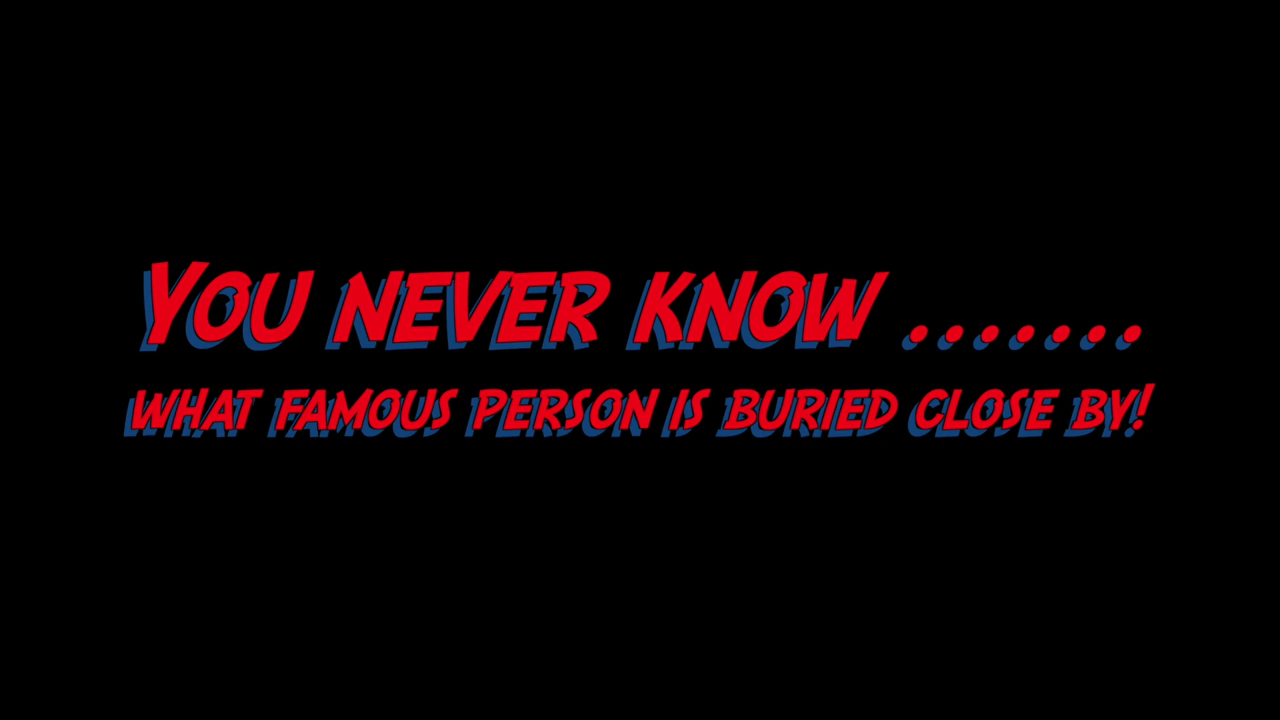 You never know .......
what famous person is buried close by!